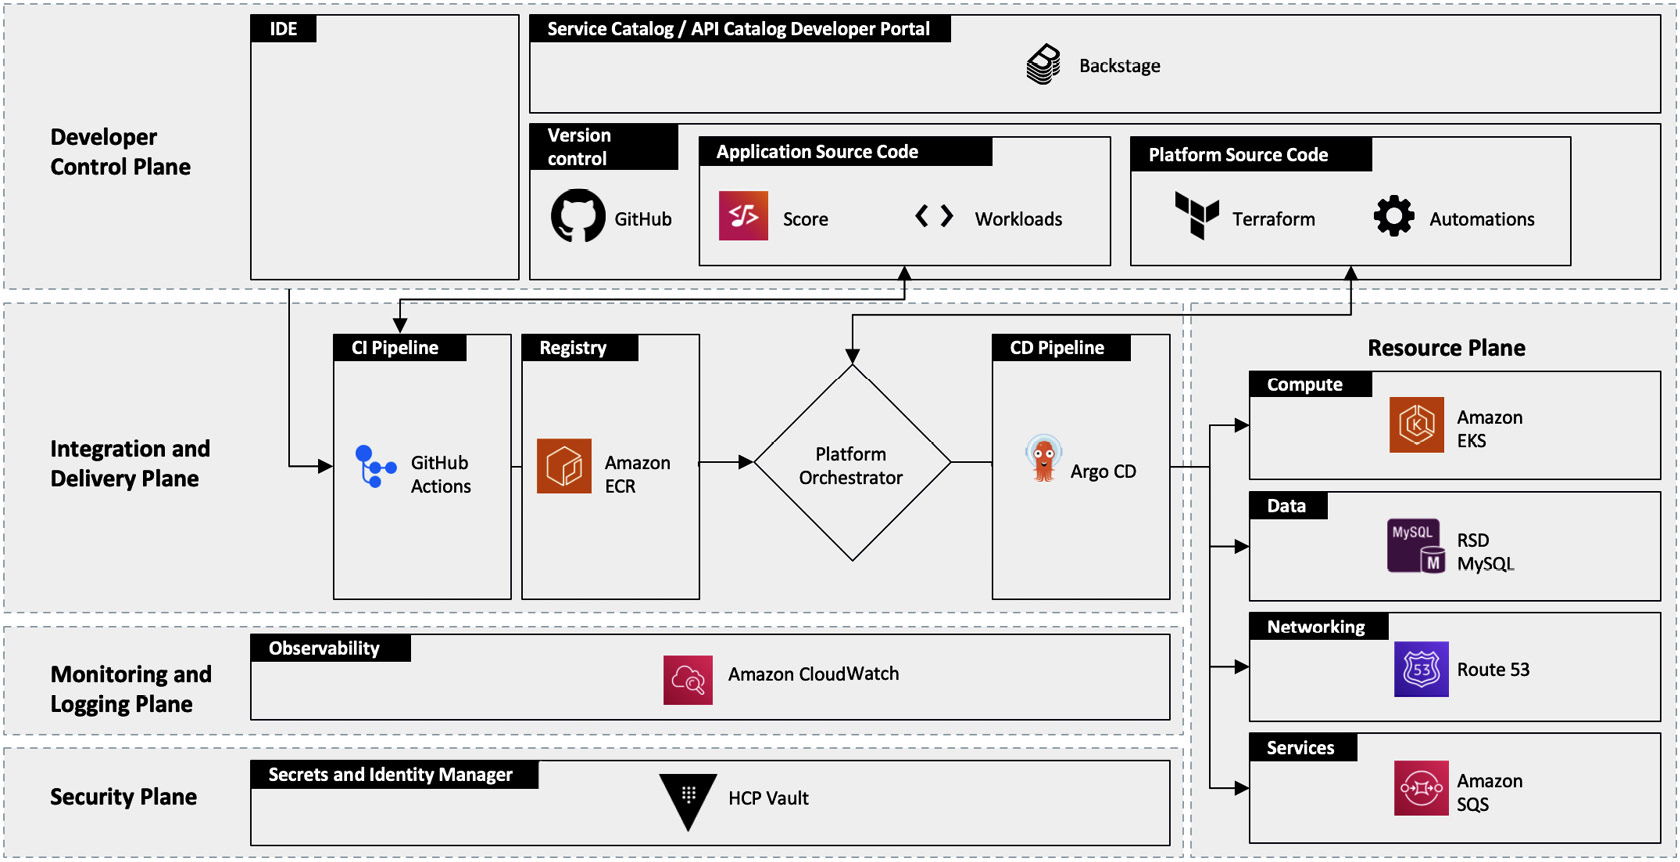 IDE
Service Catalog / API Catalog Developer Portal
Backstage
Developer
Control Plane
Version
control
Application Source Code
Platform Source Code
GitHub
Score
Workloads
Terraform
Automations
Integration and
Delivery Plane
CI Pipeline
Registry
CD Pipeline
GitHub
Actions
Amazon
ECR
Platform
Orchestrator
Argo CD
Resource Plane
Compute
Amazon
EKS
Data
MySQL
M
RSD
MySQL
Networking
53
Route 53
Services
Amazon
SQS
Monitoring and
Logging Plane
Observability
Amazon CloudWatch
Security Plane
Secrets and Identity Manager
HCP Vault